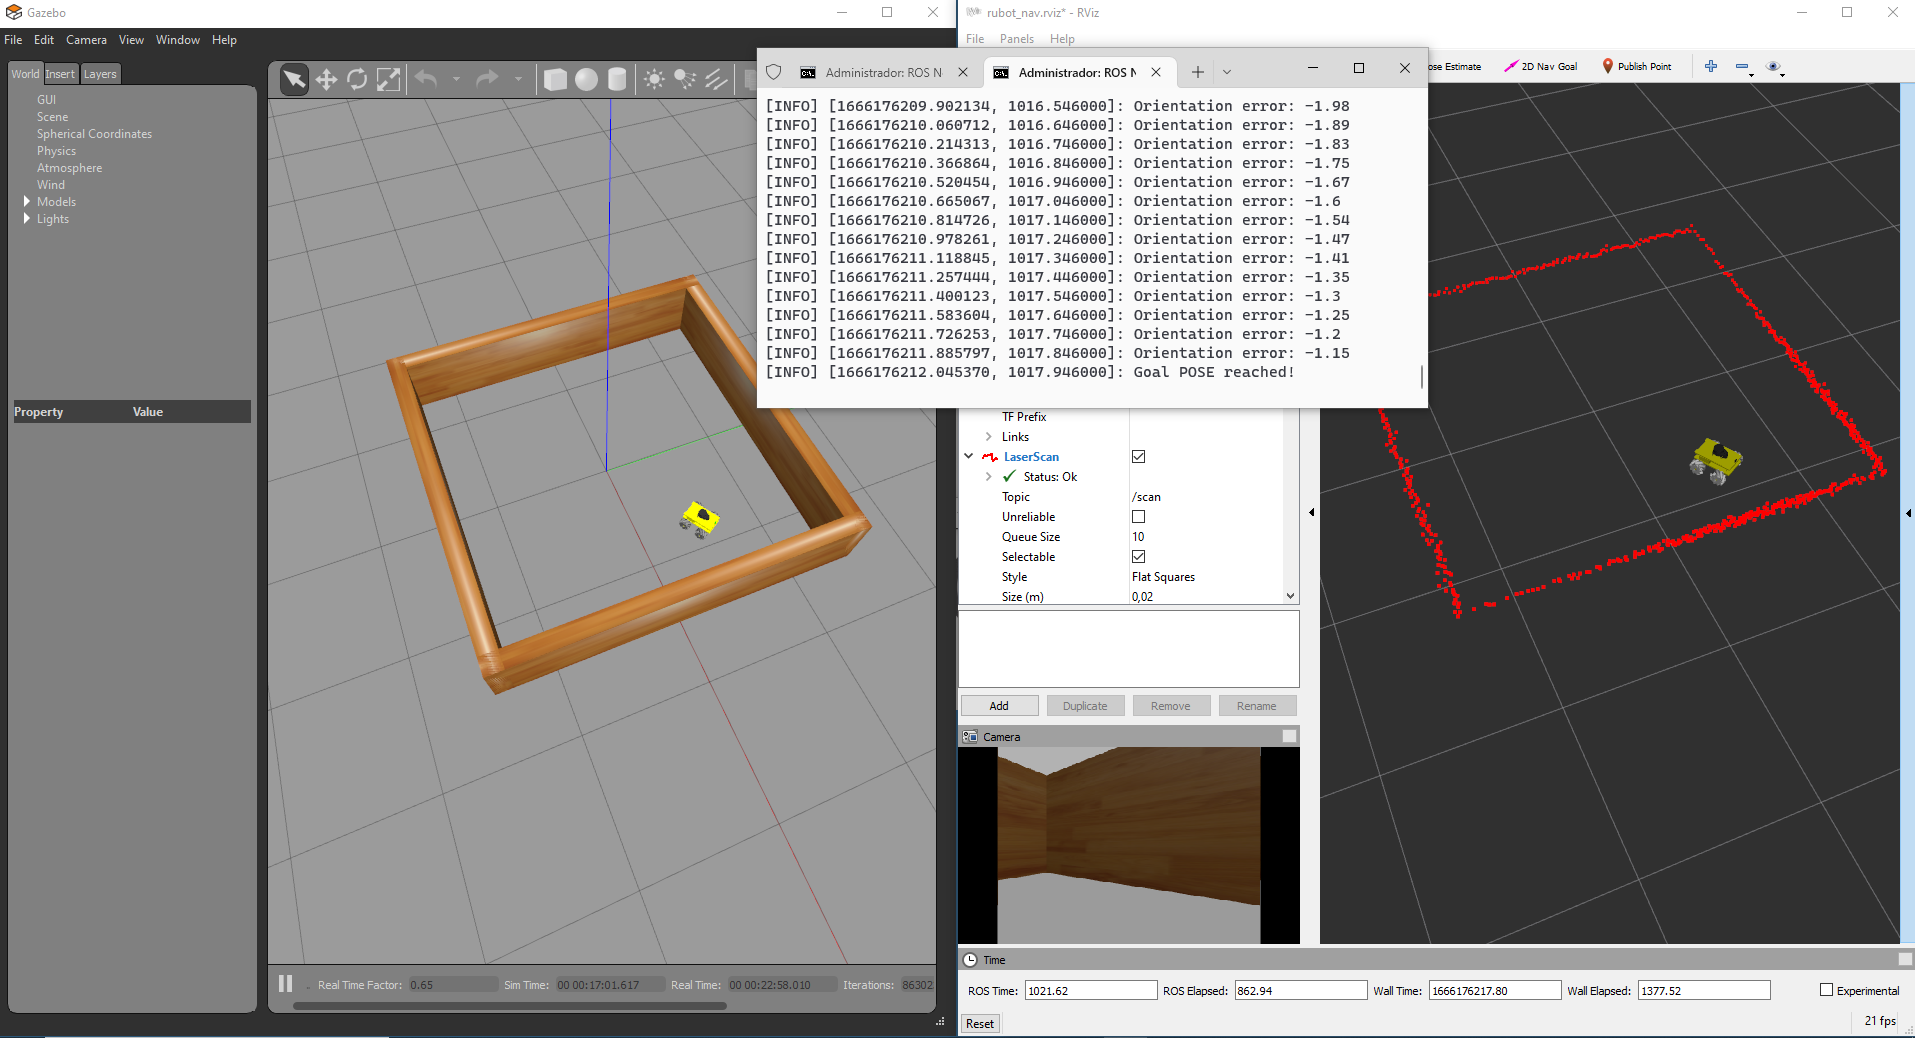 Gazebo
File Edit Camera View Window Help
World Insert Layers
GUI
Scene
Spherical Coordinates
Physics
Atmosphere
Wind
Models
Lights
Property Value
Real Time Factor: 0.65 Sim Time: 00 00:17:01.617 Real Time: 00 00:22:58.010 Iterations: 86302
rubot_nav.rviz* - RViz
File Panels Help
ose Estimate 2D Nav Goal Publish Point
Administrador: ROS N Administrador: ROS N
[INFO] [1666176209.902134, 1016.546000]: Orientation error: -1.98
[INFO] [1666176210.060712, 1016.646000]: Orientation error: -1.89
[INFO] [1666176210.214313, 1016.746000]: Orientation error: -1.83
[INFO] [1666176210.366864, 1016.846000]: Orientation error: -1.75
[INFO] [1666176210.520454, 1016.946000]: Orientation error: -1.67
[INFO] [1666176210.665067, 1017.046000]: Orientation error: -1.6
[INFO] [1666176210.814726, 1017.146000]: Orientation error: -1.54
[INFO] [1666176210.978261, 1017.246000]: Orientation error: -1.47
[INFO] [1666176211.118845, 1017.346000]: Orientation error: -1.41
[INFO] [1666176211.257444, 1017.446000]: Orientation error: -1.35
[INFO] [1666176211.400123, 1017.546000]: Orientation error: -1.3
[INFO] [1666176211.583604, 1017.646000]: Orientation error: -1.25
[INFO] [1666176211.726253, 1017.746000]: Orientation error: -1.2
[INFO] [1666176211.885797, 1017.846000]: Orientation error: -1.15
[INFO] [1666176212.045370, 1017.946000]: Goal POSE reached!
TF Prefix
Links
LaserScan
Status: Ok
Topic /scan
Unreliable
Queue Size 10
Selectable
Style Flat Squares
Size (m) 0,02
Add Duplicate Remove Rename
Camera
Time
ROS Time: 1021.62 ROS Elapsed: 862.94 Wall Time: 1666176217.80 Wall Elapsed: 1377.52 Experimental
Reset 21 fps